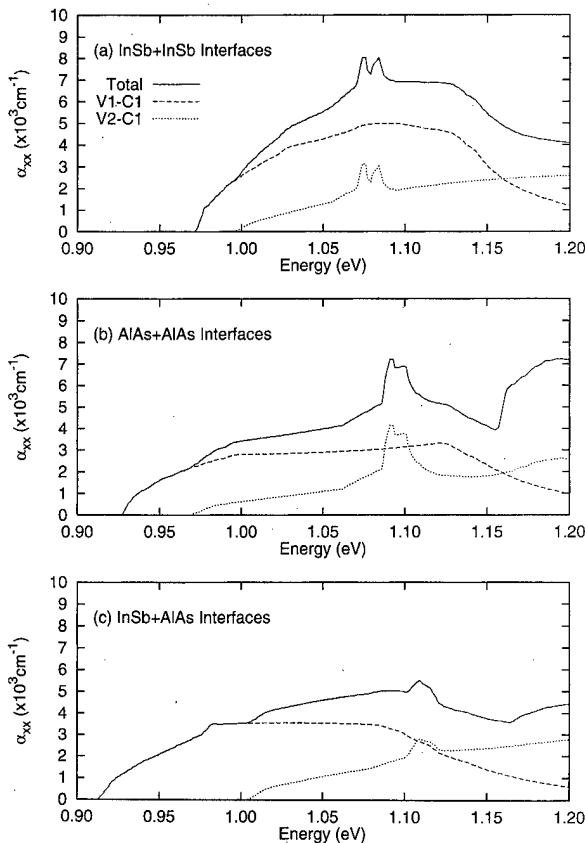 10
9
8
7
6
5
4
3
2
1
0
αxx (x10³cm⁻¹)
(a) InSb+InSb Interfaces
Total
V1-C1
V2-C1
0.90 0.95 1.00 1.05 1.10 1.15 1.20
Energy (eV)
10
9
8
7
6
5
4
3
2
1
0
αxx (x10³cm⁻¹)
(b) AlAs+AlAs Interfaces
0.90 0.95 1.00 1.05 1.10 1.15 1.20
Energy (eV)
10
9
8
7
6
5
4
3
2
1
0
αxx (x10³cm⁻¹)
(c) InSb+AlAs Interfaces
0.90 0.95 1.00 1.05 1.10 1.15 1.20
Energy (eV)